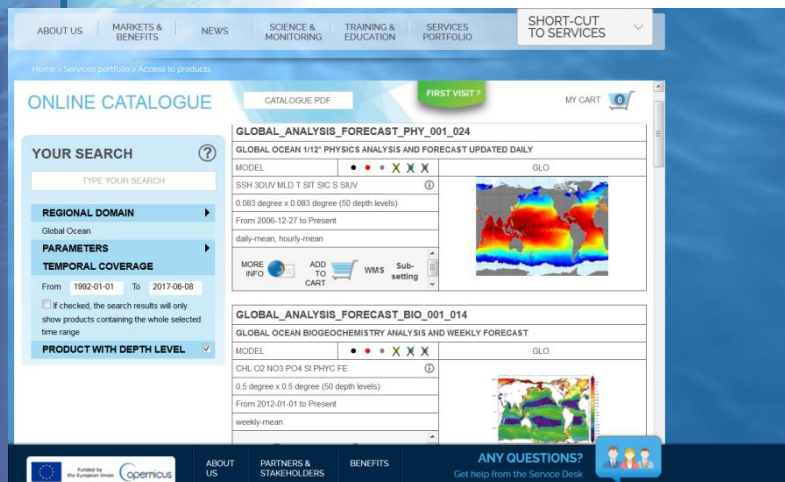 ABOUT US
MARKETS &
BENEFITS
NEWS
SCIENCE &
MONITORING
TRAINING &
EDUCATION
SERVICES
PORTFOLIO
SHORT-CUT
TO SERVICES
Home > Services portfolio > Access to products
ONLINE CATALOGUE
CATALOGUE PDF
FIRST VISIT ?
MY CART 0
YOUR SEARCH ?
TYPE YOUR SEARCH
REGIONAL DOMAIN
Global Ocean
PARAMETERS
TEMPORAL COVERAGE
From 1992-01-01 To 2017-06-08
If checked, the search results will only
show products containing the whole selected
time range
PRODUCT WITH DEPTH LEVEL
GLOBAL_ANALYSIS_FORECAST_PHY_001_024
GLOBAL OCEAN 1/12° PHYSICS ANALYSIS AND FORECAST UPDATED DAILY
MODEL
GLO
SSH 3DUV MLD T SIT SIC S SIUV
0.083 degree x 0.083 degree (50 depth levels)
From 2006-12-27 to Present
daily-mean, hourly-mean
MORE
INFO
ADD
TO
CART
WMS
Sub-
setting
GLOBAL_ANALYSIS_FORECAST_BIO_001_014
GLOBAL OCEAN BIOGEOCHEMISTRY ANALYSIS AND WEEKLY FORECAST
MODEL
GLO
CHL O2 NO3 PO4 SI PHYC FE
0.5 degree x 0.5 degree (50 depth levels)
From 2012-01-01 to Present
weekly-mean
Funded by
the European Union
opernicus
ABOUT
US
PARTNERS &
STAKEHOLDERS
BENEFITS
ANY QUESTIONS?
Get help from the Service Desk